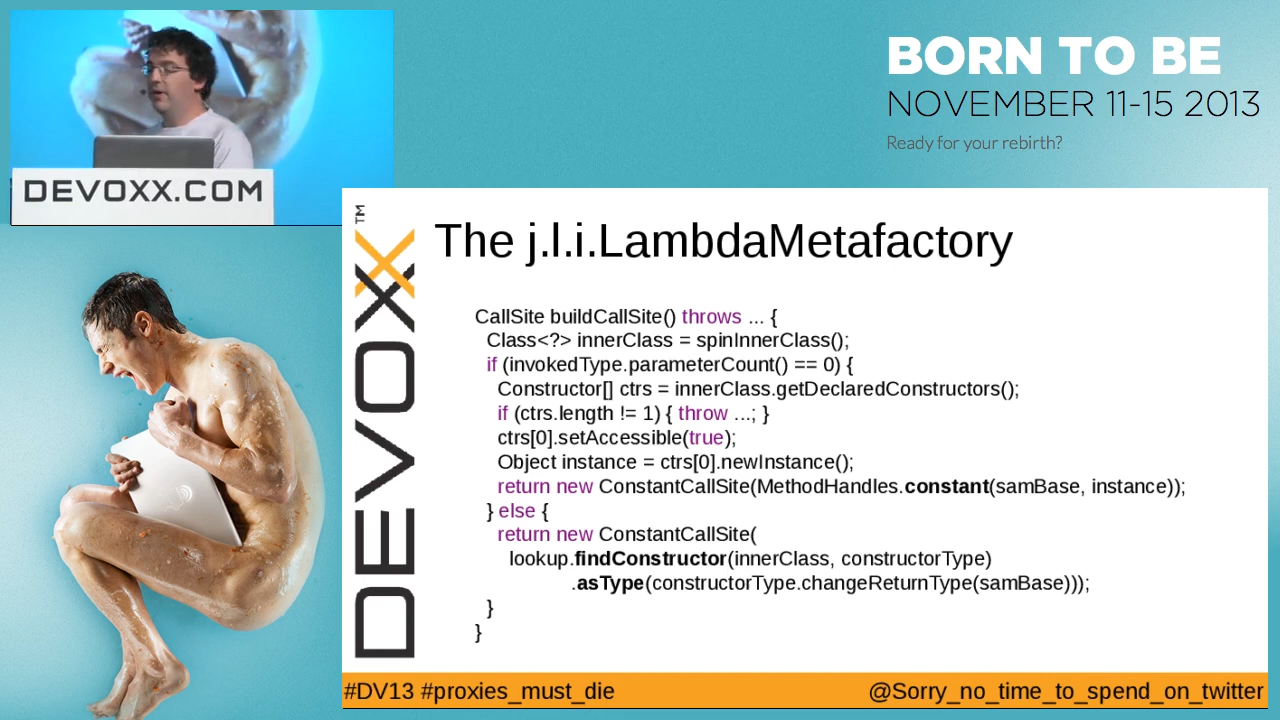 BORN TO BE
NOVEMBER 11-15 2013
Ready for your rebirth?
DEVOXX.COM
DEVOXX™
The j.l.i.LambdaMetafactory
CallSite buildCallSite() throws ... {
Class<?> innerClass = spinInnerClass();
if (invokedType.parameterCount() == 0) {
Constructor[] ctrs = innerClass.getDeclaredConstructors();
if (ctrs.length != 1) { throw ...; }
ctrs[0].setAccessible(true);
Object instance = ctrs[0].newInstance();
return new ConstantCallSite(MethodHandles.constant(samBase, instance));
} else {
return new ConstantCallSite(
lookup.findConstructor(innerClass, constructorType)
.asType(constructorType.changeReturnType(samBase)));
}
}
#DV13 #proxies_must_die
@Sorry_no_time_to_spend_on_twitter